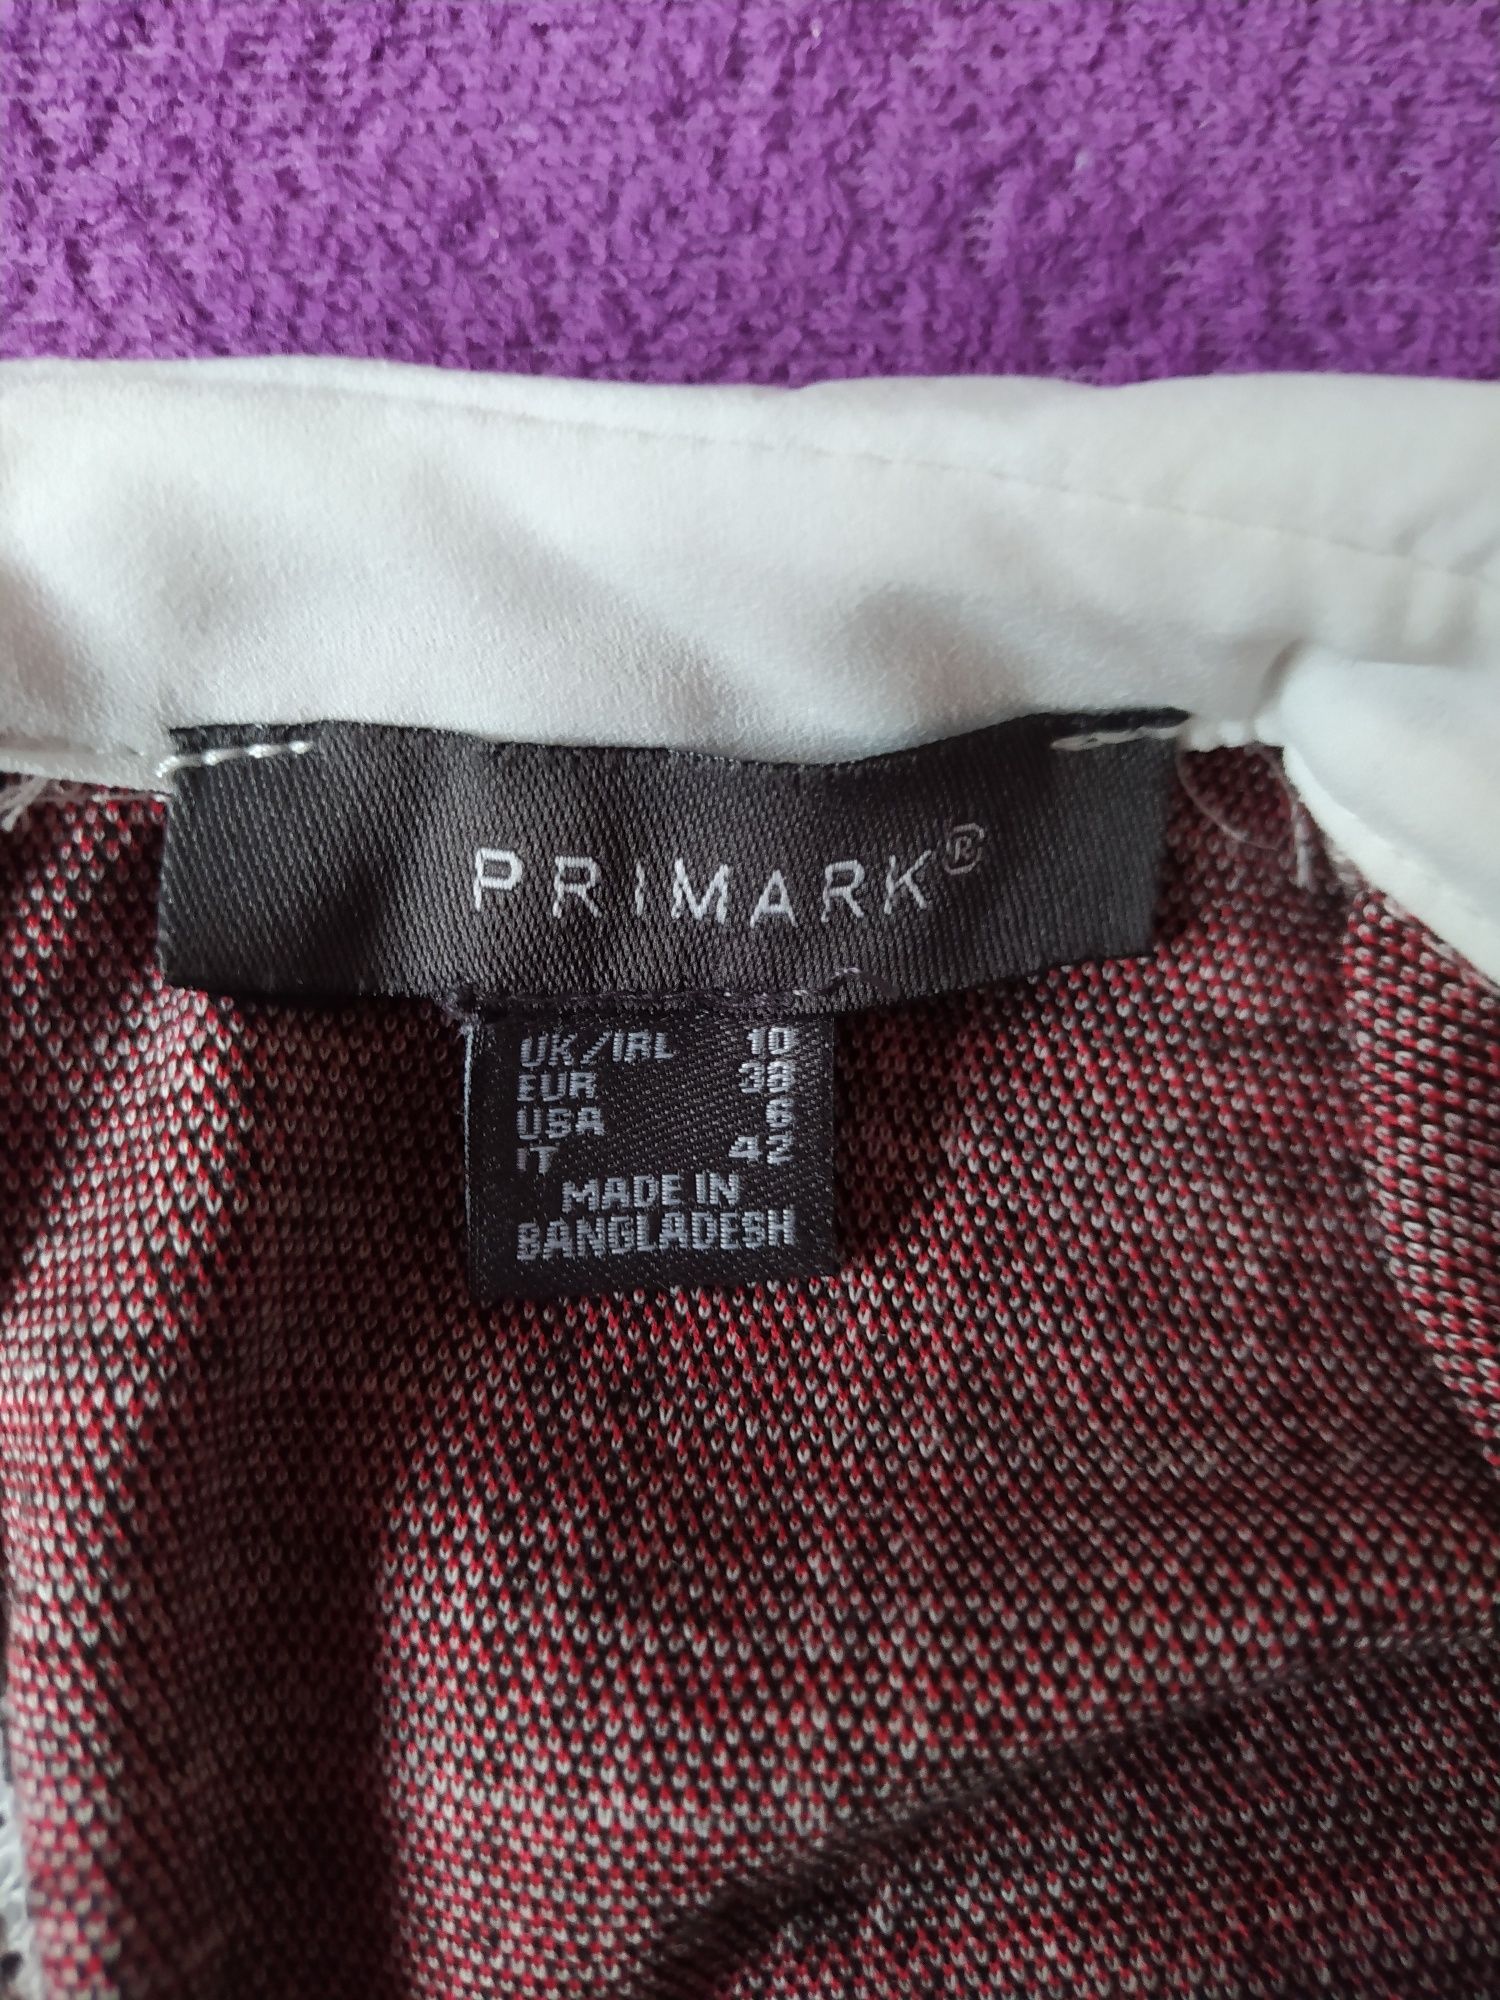 PRIMARK®
UK/IRL 10
EUR 38
USA 6
IT 42
MADE IN
BANGLADESH